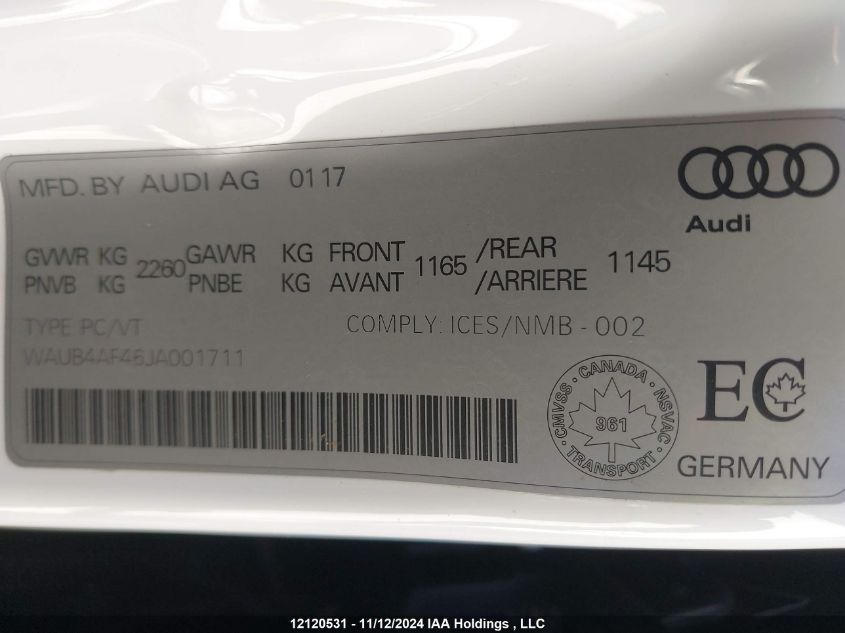 MFD. BY AUDI AG 01 17
Audi
GVWR KG 2260 GAWR KG FRONT 1165 /REAR 1145
PNVB KG PNBE KG AVANT /ARRIERE
TYPE PC/VT
COMPLY: ICES/NMB - 002
WAUB4AF46JA001711
CANADA
CMVSS · NSVAC
961
TRANSPORT
EC
GERMANY
12120531 - 11/12/2024 IAA Holdings , LLC